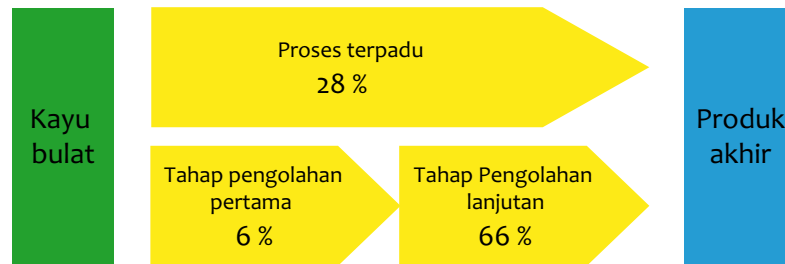 Kayu
bulat
Proses terpadu
28 %
Tahap pengolahan
pertama
6 %
Tahap Pengolahan
lanjutan
66 %
Produk
akhir